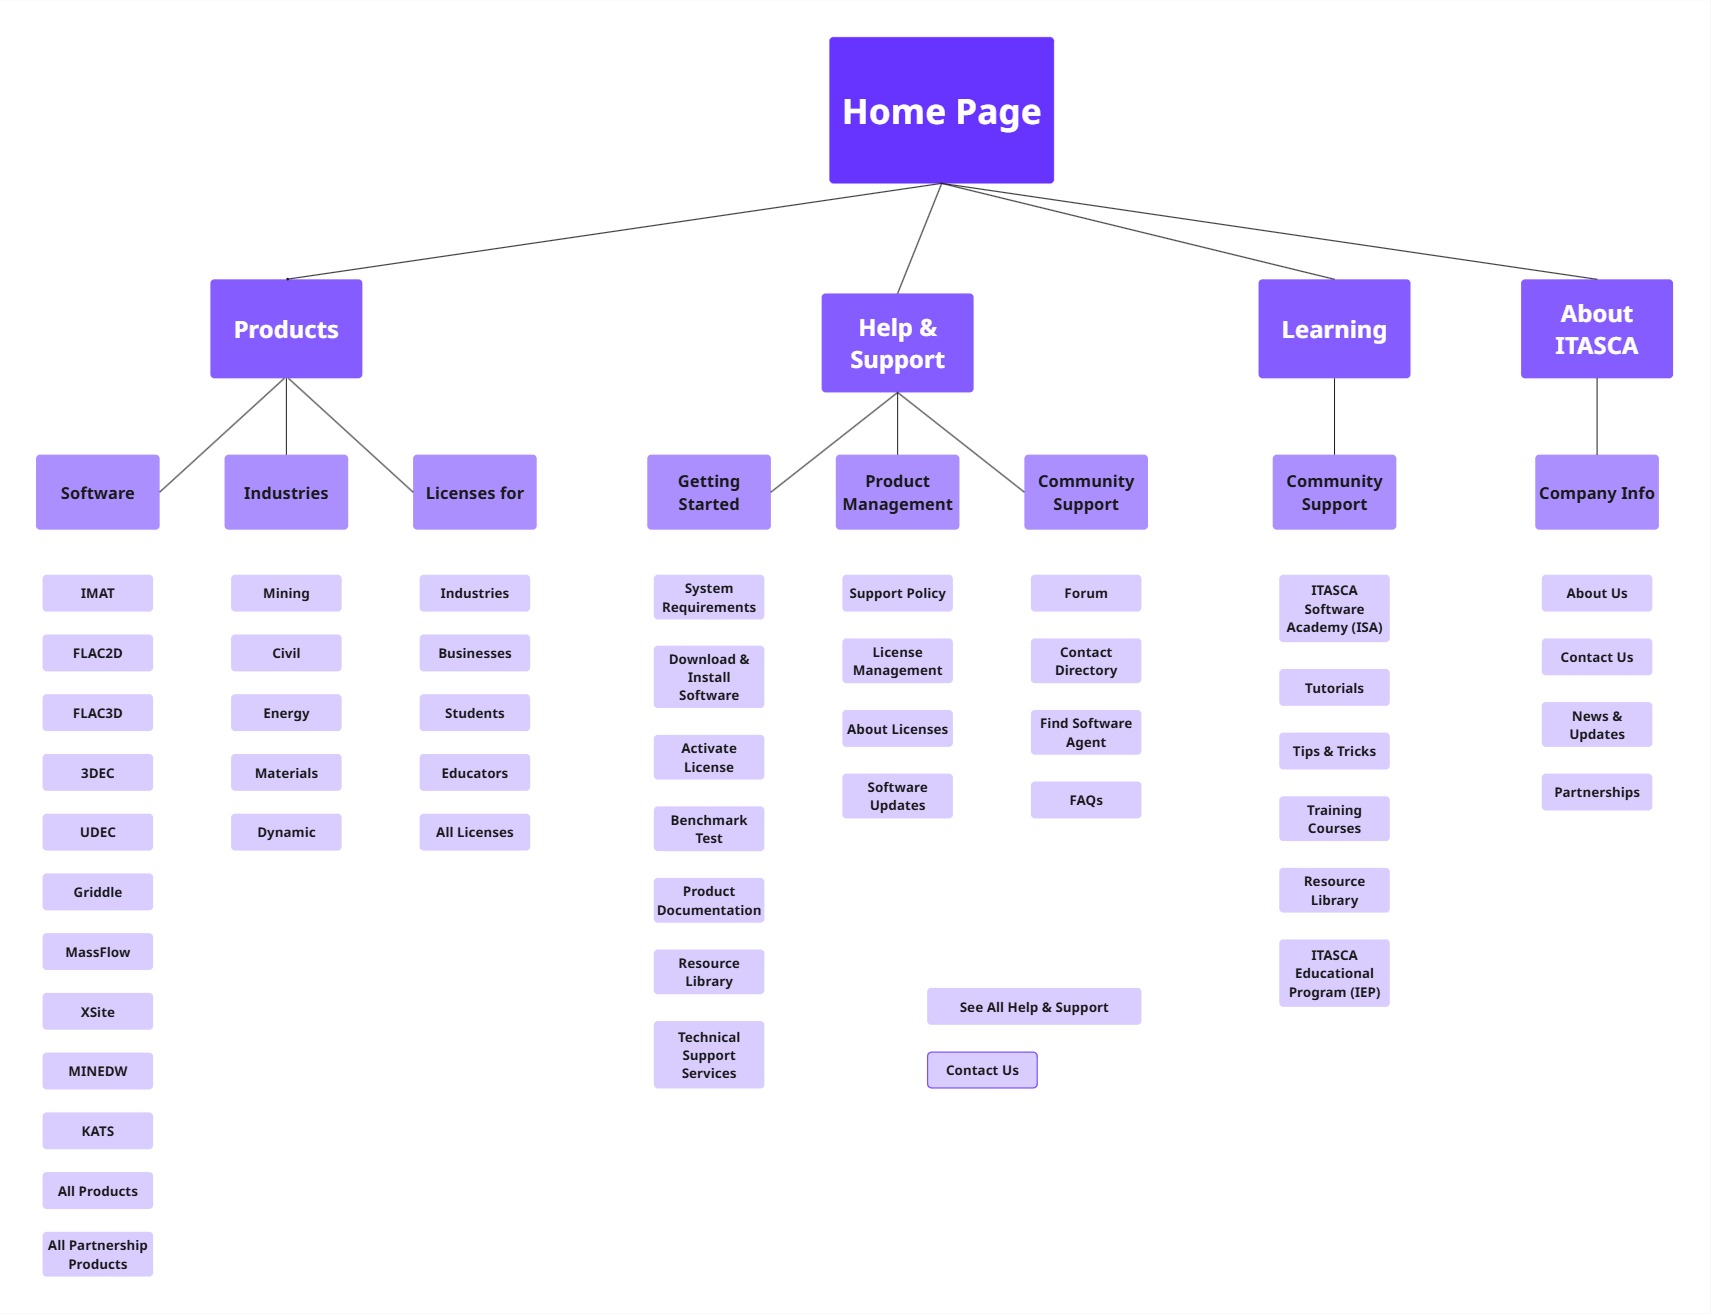 Home Page
Products
Help &
Support
Learning
About
ITASCA
Software
Industries
Licenses for
Getting
Started
Product
Management
Community
Support
Community
Support
Company Info
IMAT
FLAC2D
FLAC3D
3DEC
UDEC
Griddle
MassFlow
XSite
MINEDW
KATS
All Products
All Partnership
Products
Mining
Civil
Energy
Materials
Dynamic
Industries
Businesses
Students
Educators
All Licenses
System
Requirements
Download &
Install
Software
Activate
License
Benchmark
Test
Product
Documentation
Resource
Library
Technical
Support
Services
Support Policy
License
Management
About Licenses
Software
Updates
Forum
Contact
Directory
Find Software
Agent
FAQs
See All Help & Support
Contact Us
ITASCA
Software
Academy (ISA)
Tutorials
Tips & Tricks
Training
Courses
Resource
Library
ITASCA
Educational
Program (IEP)
About Us
Contact Us
News &
Updates
Partnerships